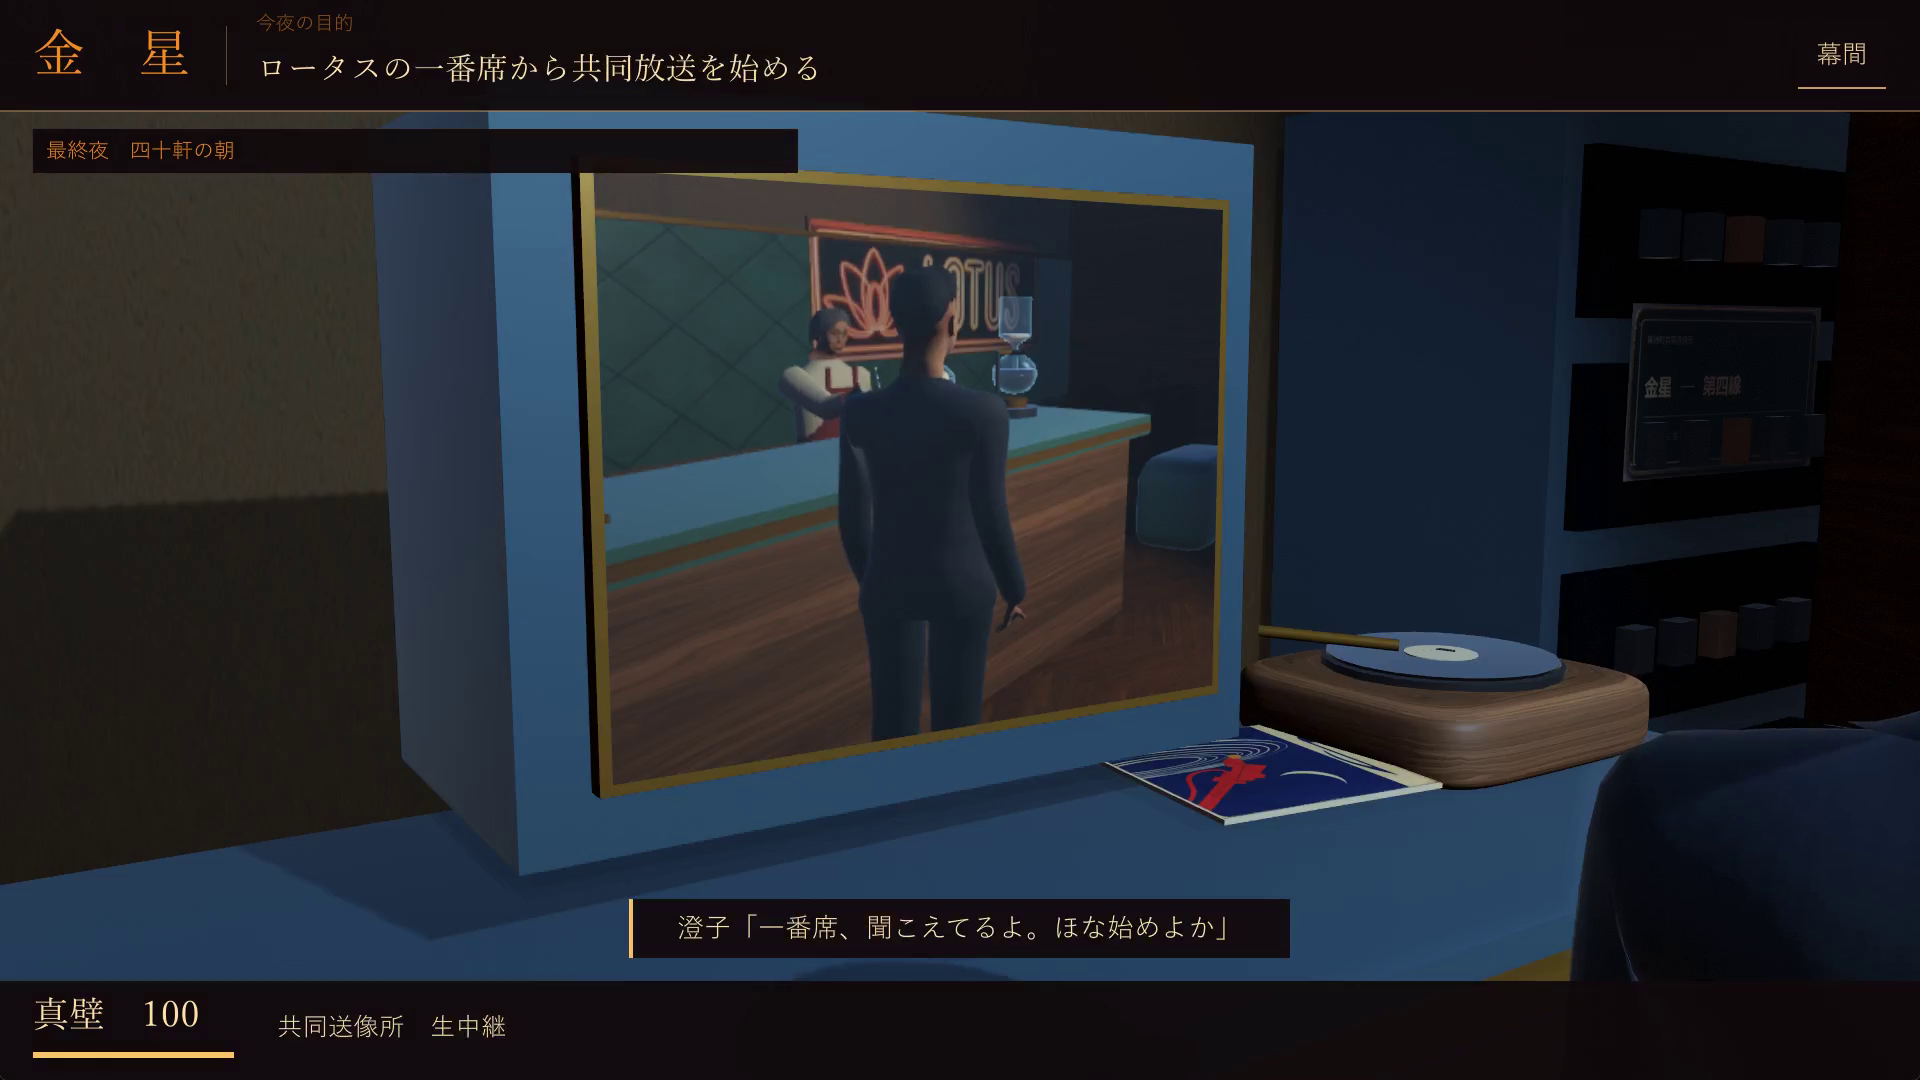 金星
今夜の目的
ロータスの一番席から共同放送を始める
幕間
最終夜 四十軒の朝
LOTUS
金星 — 第四線
澄子「一番席、聞こえてるよ。ほな始めよか」
真壁 100
共同送像所 生中継